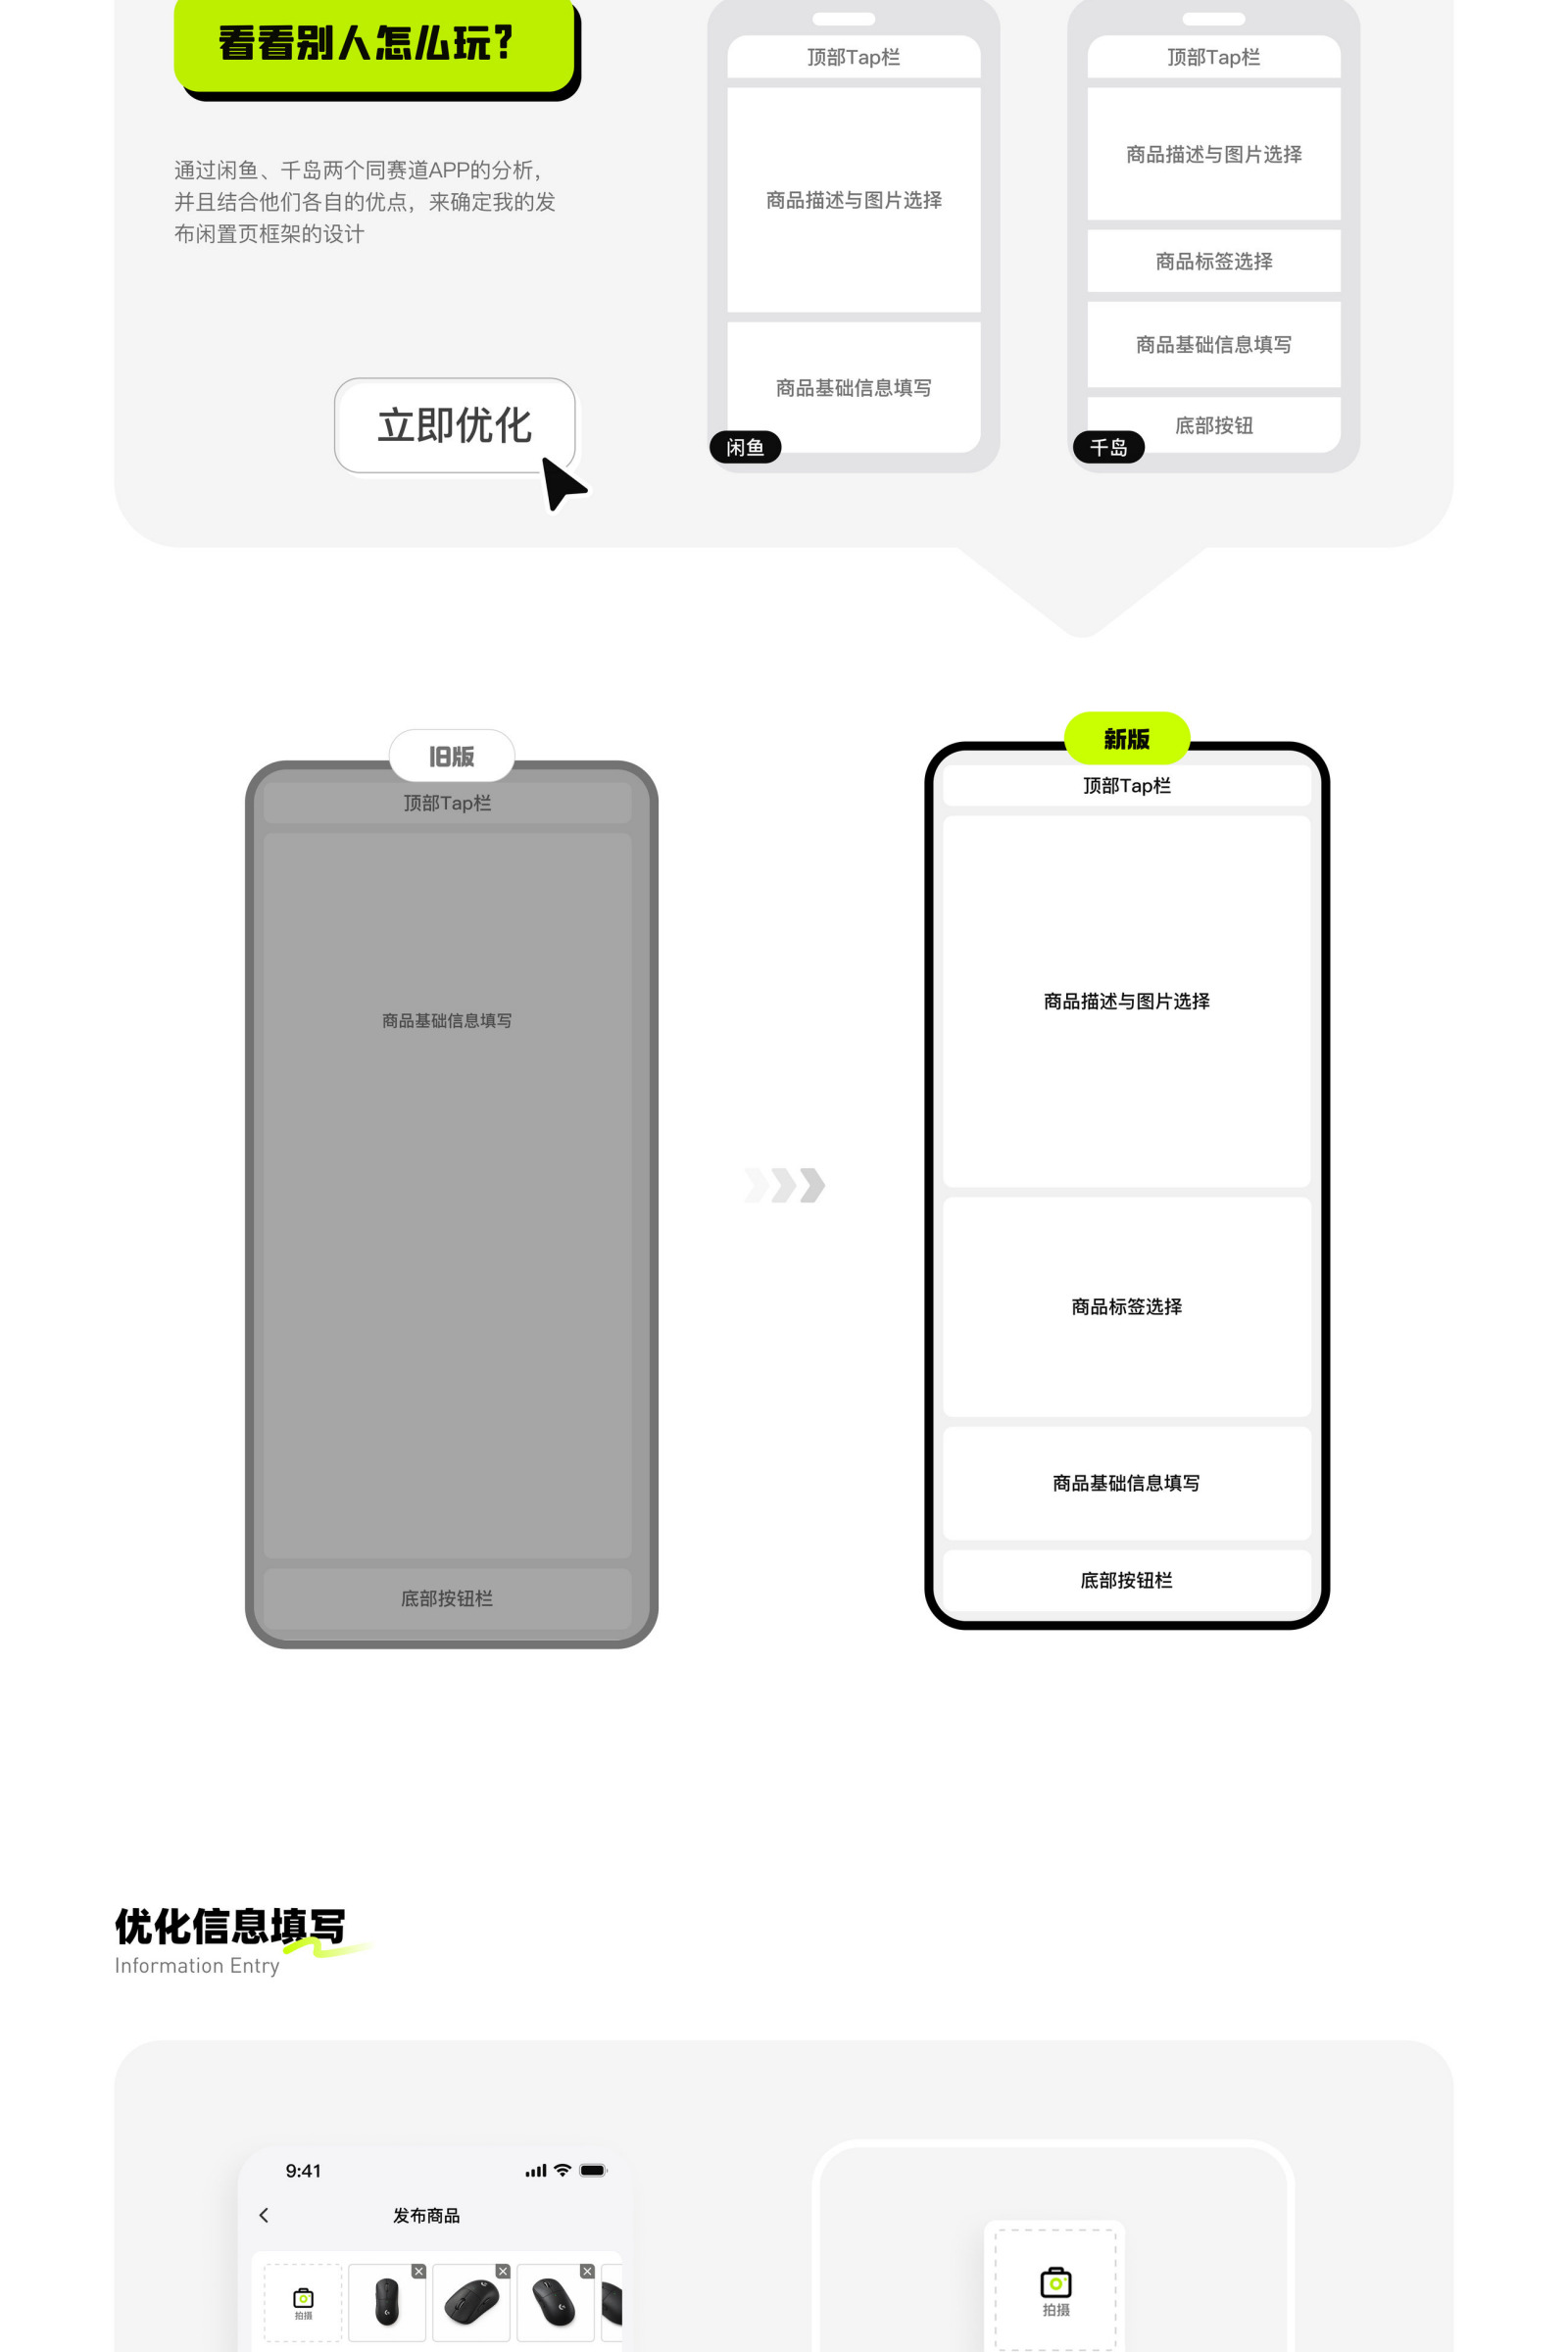 看看别人怎么玩？
通过闲鱼、千岛两个同赛道APP的分析，
并且结合他们各自的优点，来确定我的发
布闲置页框架的设计
立即优化
顶部Tap栏
商品描述与图片选择
商品基础信息填写
闲鱼
顶部Tap栏
商品描述与图片选择
商品标签选择
商品基础信息填写
底部按钮
千岛
旧版
顶部Tap栏
商品基础信息填写
底部按钮栏
新版
顶部Tap栏
商品描述与图片选择
商品标签选择
商品基础信息填写
底部按钮栏
优化信息填写
Information Entry
9:41
发布商品
拍摄
拍摄